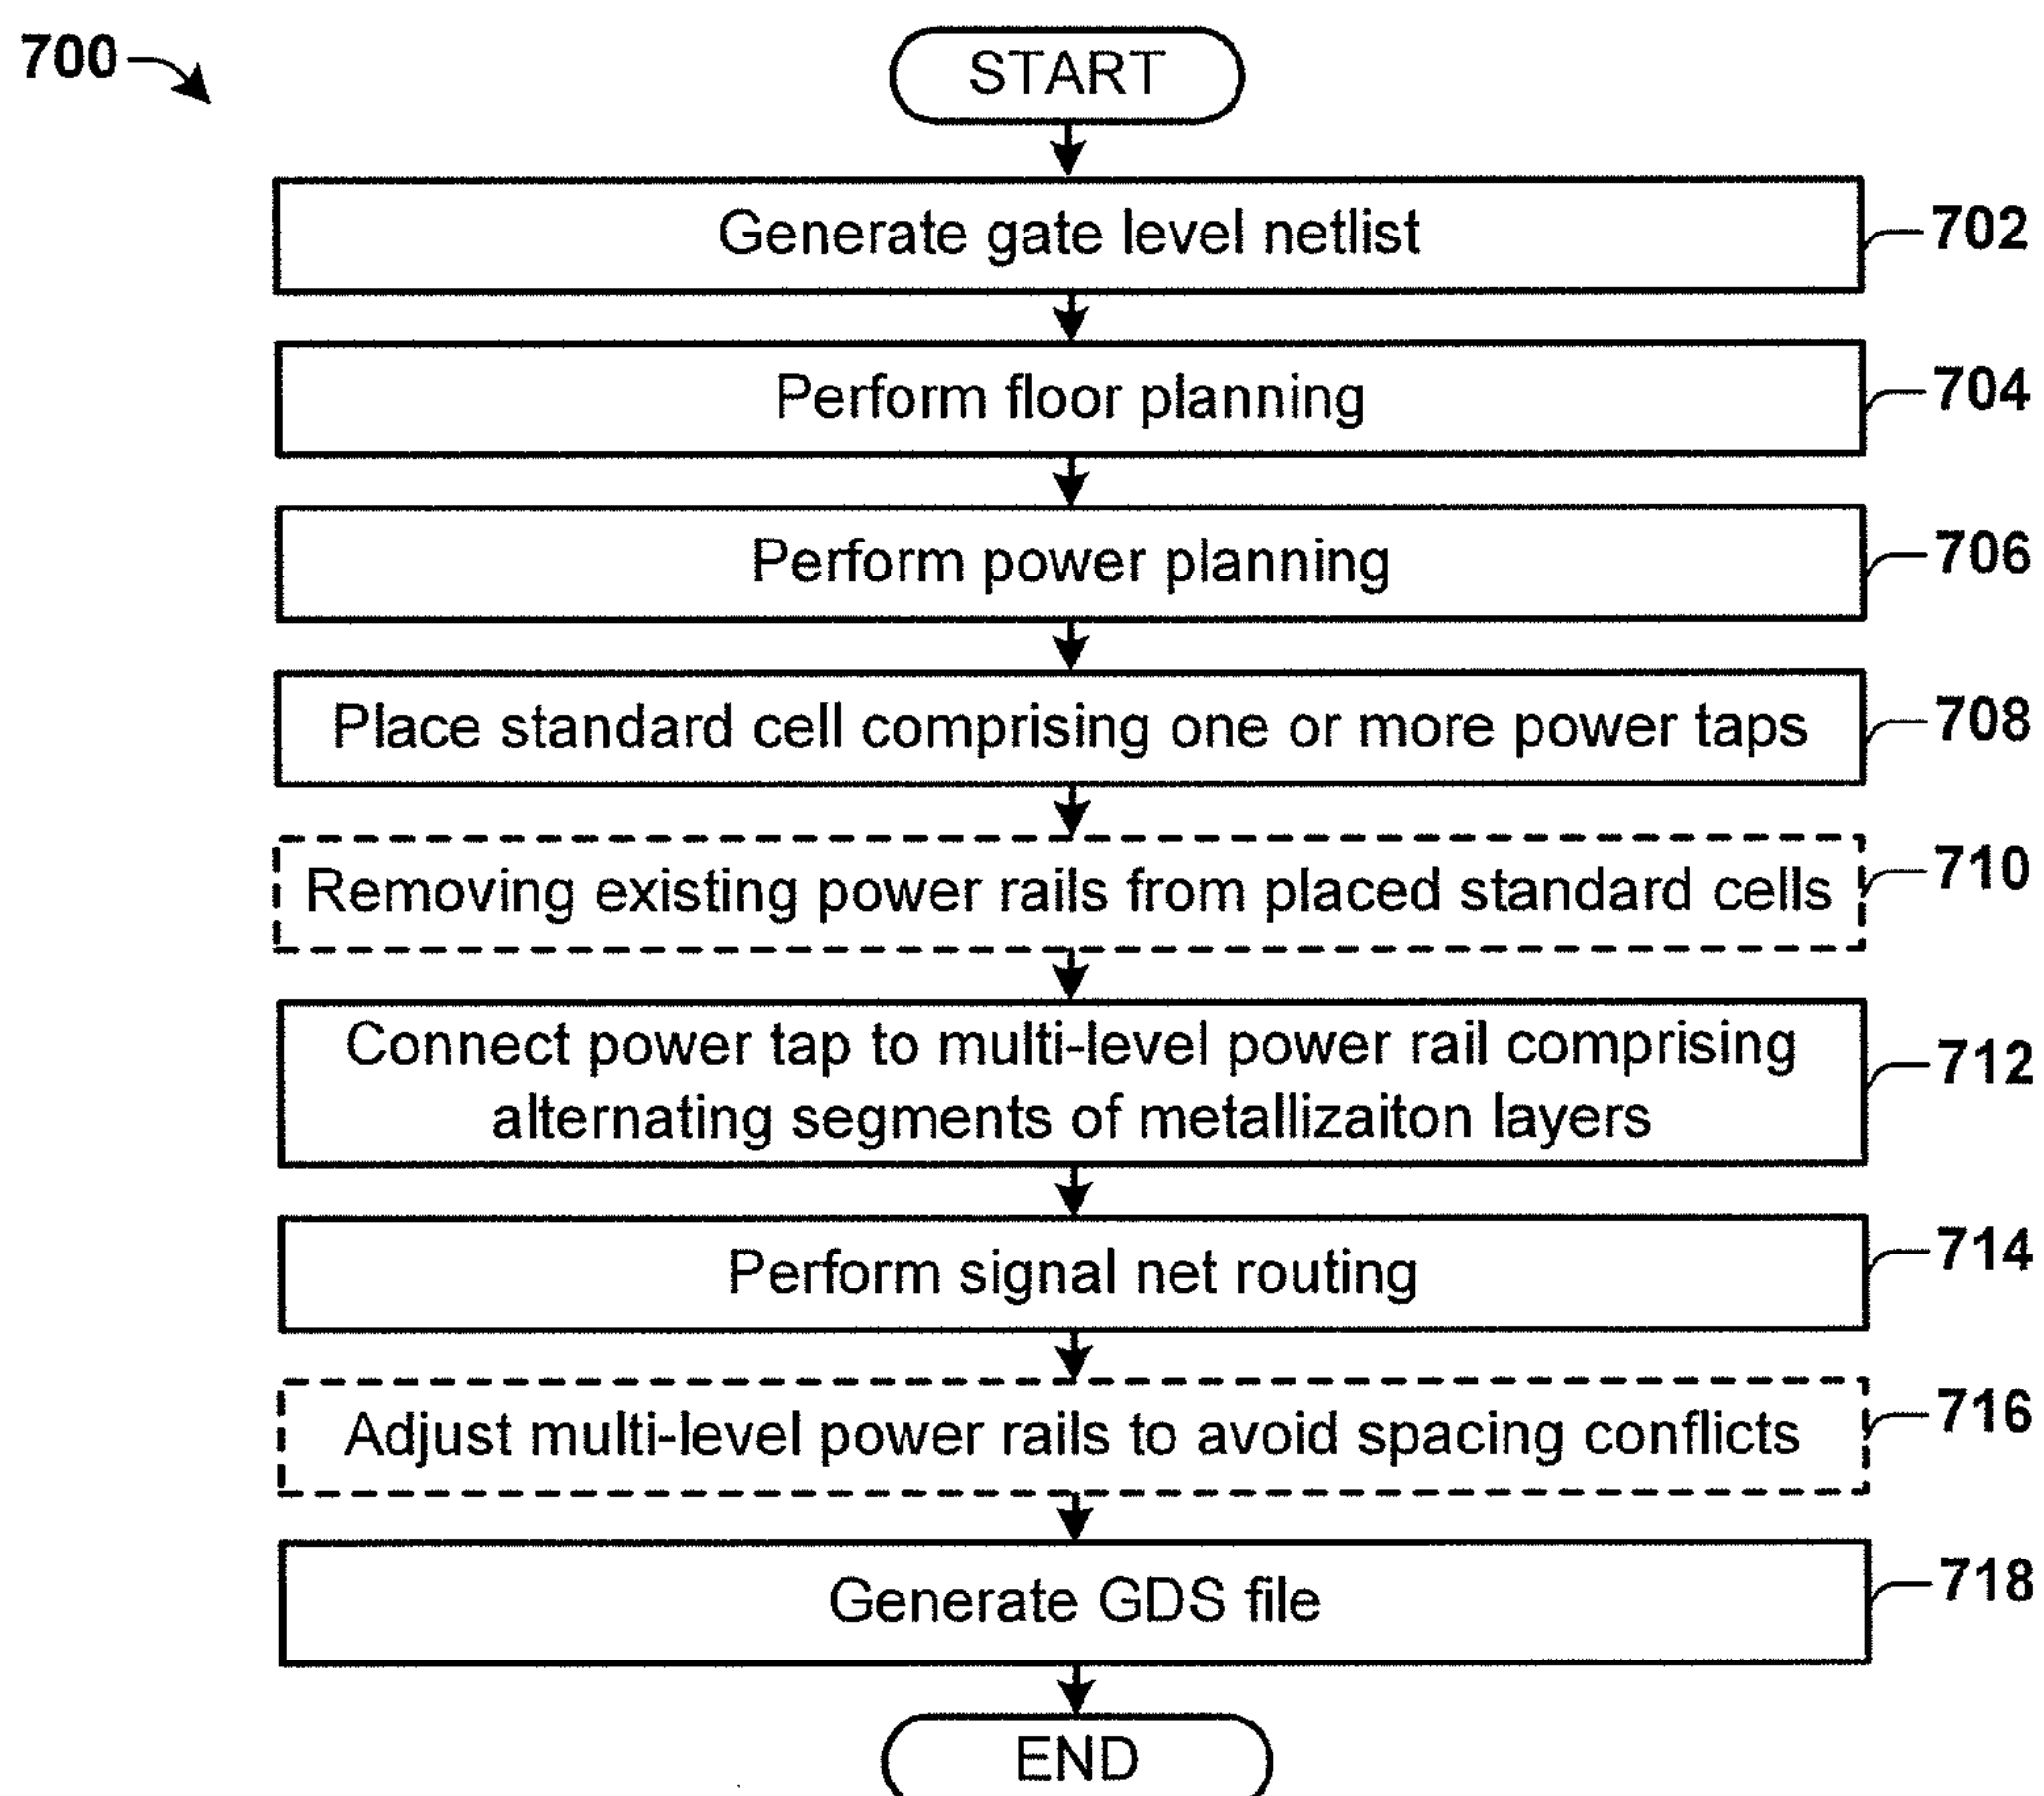 700
START
Generate gate level netlist
702
Perform floor planning
704
Perform power planning
706
Place standard cell comprising one or more power taps
708
Removing existing power rails from placed standard cells
710
Connect power tap to multi-level power rail comprising
alternating segments of metallizaiton layers
712
Perform signal net routing
714
Adjust multi-level power rails to avoid spacing conflicts
716
Generate GDS file
718
END